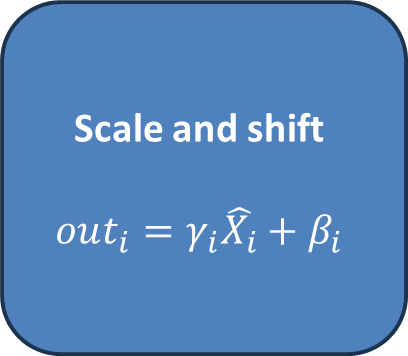 Scale and shift
outᵢ = γᵢX̂ᵢ + βᵢ